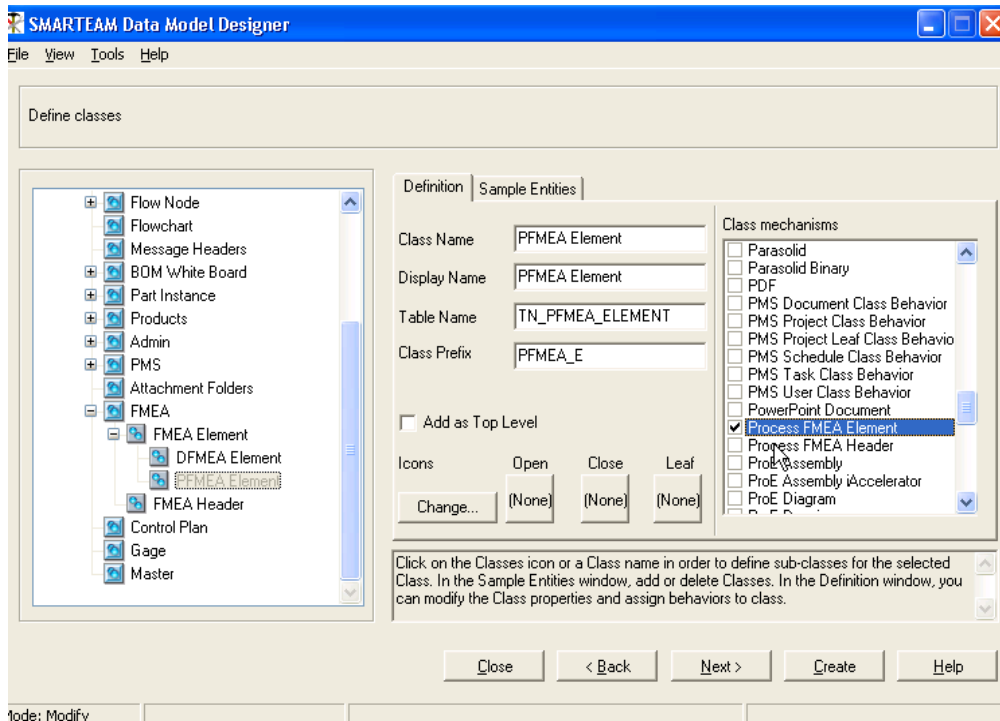 SMARTEAM Data Model Designer
File View Tools Help
Define classes
Flow Node
Flowchart
Message Headers
BOM White Board
Part Instance
Products
Admin
PMS
Attachment Folders
FMEA
FMEA Element
DFMEA Element
PFMEA Element
FMEA Header
Control Plan
Gage
Master
Definition Sample Entities
Class Name PFMEA Element
Display Name PFMEA Element
Table Name TN_PFMEA_ELEMENT
Class Prefix PFMEA_E
Add as Top Level
Icons Open Close Leaf
Change... (None) (None) (None)
Class mechanisms
Parasolid
Parasolid Binary
PDF
PMS Document Class Behavior
PMS Project Class Behavior
PMS Project Leaf Class Behavio
PMS Schedule Class Behavior
PMS Task Class Behavior
PMS User Class Behavior
PowerPoint Document
Process FMEA Element
Process FMEA Header
ProE Assembly
ProE Assembly iAccelerator
ProE Diagram
Click on the Classes icon or a Class name in order to define sub-classes for the selected
Class. In the Sample Entities window, add or delete Classes. In the Definition window, you
can modify the Class properties and assign behaviors to class.
Close < Back Next > Create Help
Mode: Modify